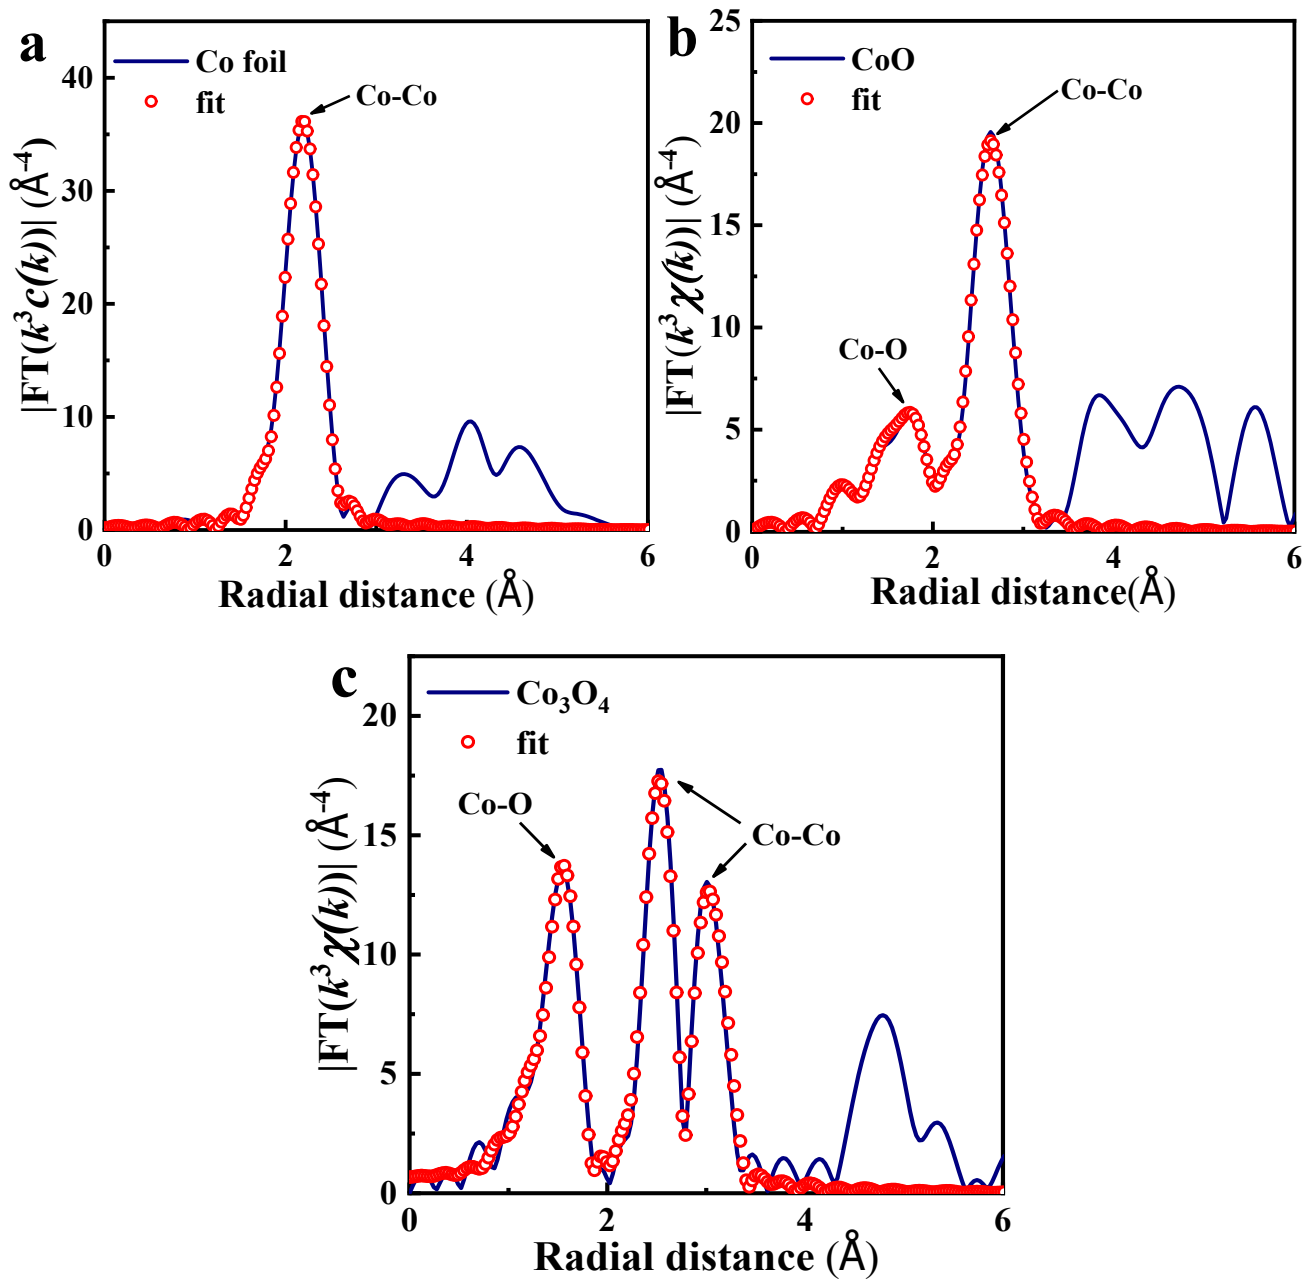 a
Co foil
fit
Co-Co
|FT(k³c(k))| (Å⁻⁴)
40
30
20
10
0
0 2 4 6
Radial distance (Å)
b
CoO
fit
Co-Co
Co-O
|FT(k³χ(k))| (Å⁻⁴)
25
20
15
10
5
0
0 2 4 6
Radial distance(Å)
c
Co₃O₄
fit
Co-O
Co-Co
|FT(k³χ(k))| (Å⁻⁴)
20
15
10
5
0
0 2 4 6
Radial distance (Å)